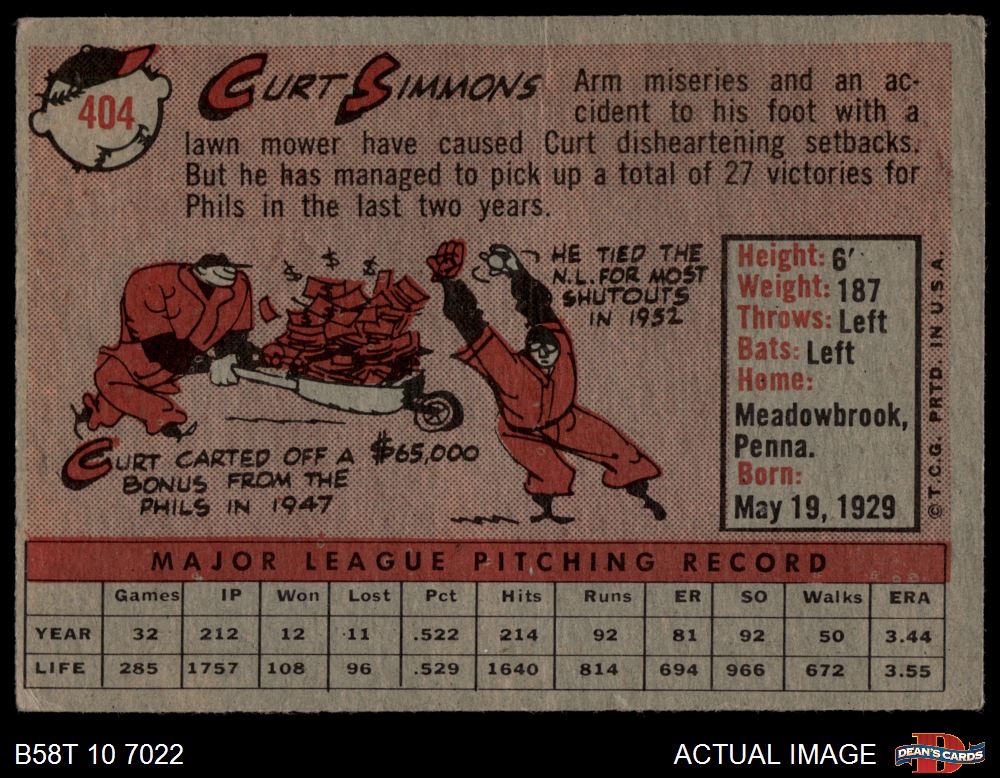 404
CURT SIMMONS
Arm miseries and an ac-
cident to his foot with a
lawn mower have caused Curt disheartening setbacks.
But he has managed to pick up a total of 27 victories for
Phils in the last two years.
$ $ $
CURT CARTED OFF A $65,000
BONUS FROM THE
PHILS IN 1947
HE TIED THE
N.L. FOR MOST
SHUTOUTS
IN 1952
Height: 6'
Weight: 187
Throws: Left
Bats: Left
Home:
Meadowbrook,
Penna.
Born:
May 19, 1929
© T.C.G. PRTD. IN U.S.A.
MAJOR LEAGUE PITCHING RECORD
Games IP Won Lost Pct Hits Runs ER SO Walks ERA
YEAR 32 212 12 11 .522 214 92 81 92 50 3.44
LIFE 285 1757 108 96 .529 1640 814 694 966 672 3.55
B58T 10 7022
ACTUAL IMAGE
D
DEAN'S CARDS